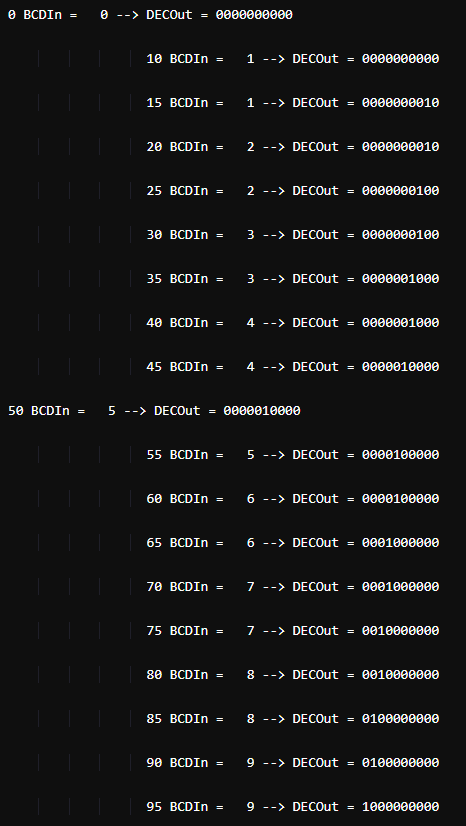 0 BCDIn =   0 --> DECOut = 0000000000
10 BCDIn =   1 --> DECOut = 0000000000
15 BCDIn =   1 --> DECOut = 0000000010
20 BCDIn =   2 --> DECOut = 0000000010
25 BCDIn =   2 --> DECOut = 0000000100
30 BCDIn =   3 --> DECOut = 0000000100
35 BCDIn =   3 --> DECOut = 0000001000
40 BCDIn =   4 --> DECOut = 0000001000
45 BCDIn =   4 --> DECOut = 0000010000
50 BCDIn =   5 --> DECOut = 0000010000
55 BCDIn =   5 --> DECOut = 0000100000
60 BCDIn =   6 --> DECOut = 0000100000
65 BCDIn =   6 --> DECOut = 0001000000
70 BCDIn =   7 --> DECOut = 0001000000
75 BCDIn =   7 --> DECOut = 0010000000
80 BCDIn =   8 --> DECOut = 0010000000
85 BCDIn =   8 --> DECOut = 0100000000
90 BCDIn =   9 --> DECOut = 0100000000
95 BCDIn =   9 --> DECOut = 1000000000